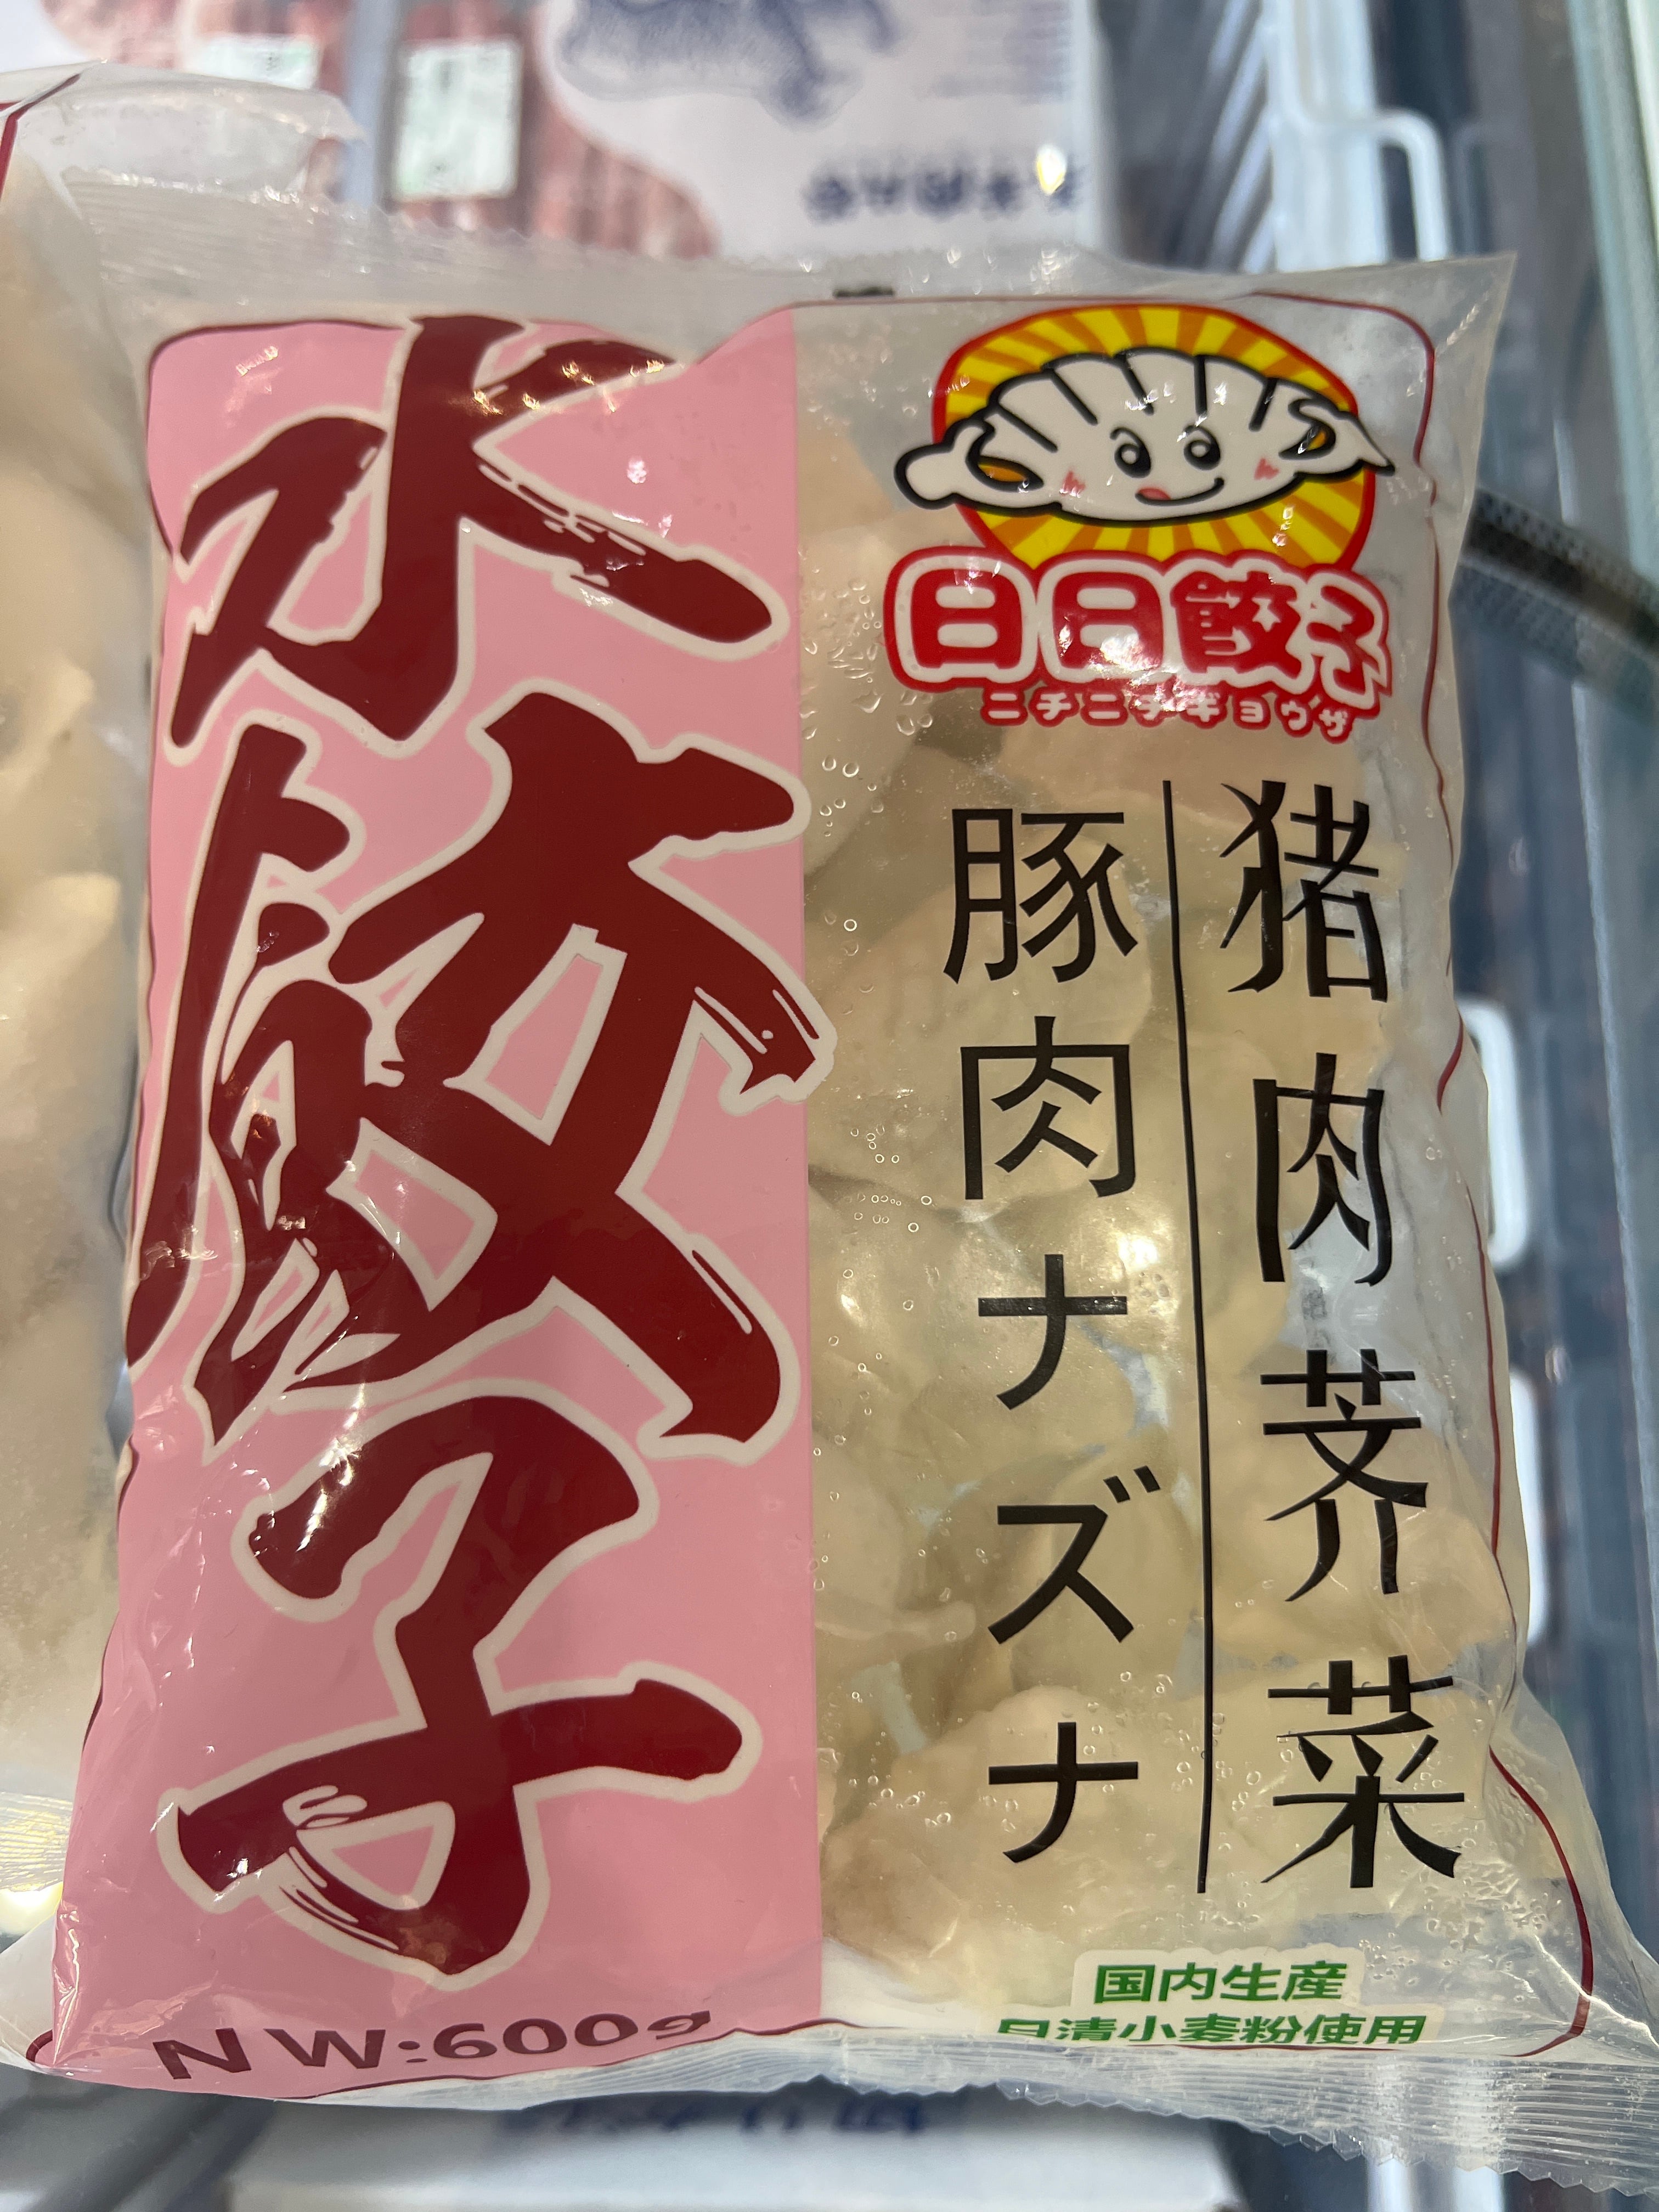 水餃子
日日餃子
ニチニチギョウザ
猪肉荠菜
豚肉ナズナ
国内生産
日清小麦粉使用
NW:600g